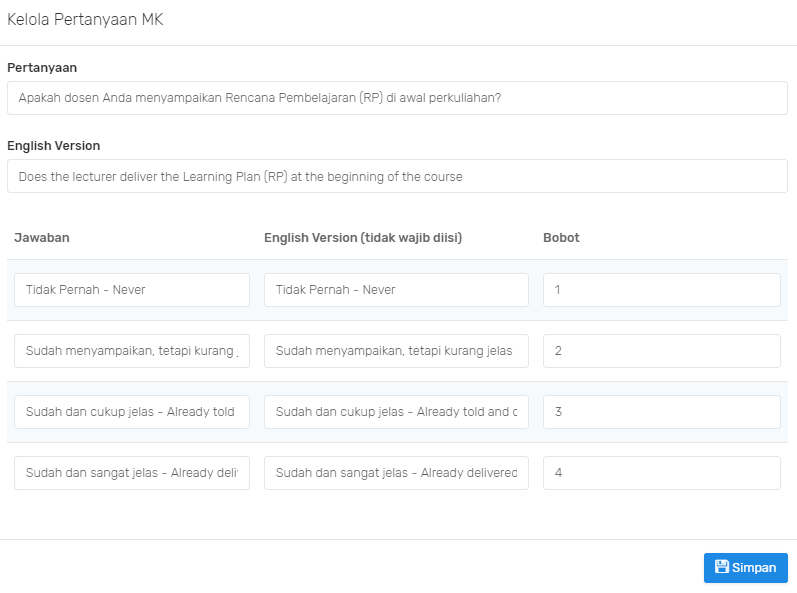 Kelola Pertanyaan MK
Pertanyaan
Apakah dosen Anda menyampaikan Rencana Pembelajaran (RP) di awal perkuliahan?
English Version
Does the lecturer deliver the Learning Plan (RP) at the beginning of the course
Jawaban English Version (tidak wajib diisi) Bobot
Tidak Pernah - Never Tidak Pernah - Never 1
Sudah menyampaikan, tetapi kurang Sudah menyampaikan, tetapi kurang jelas 2
Sudah dan cukup jelas - Already told Sudah dan cukup jelas - Already told and 3
Sudah dan sangat jelas - Already Sudah dan sangat jelas - Already delivered 4
Simpan